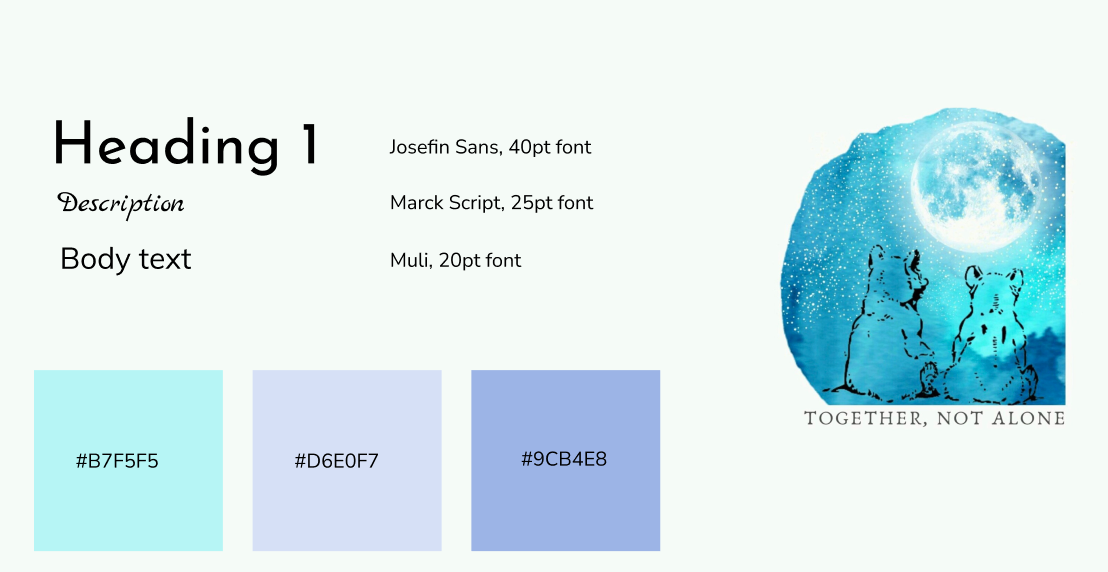 Heading 1
Josefin Sans, 40pt font
Description
Marck Script, 25pt font
Body text
Muli, 20pt font
TOGETHER, NOT ALONE
#B7F5F5
#D6E0F7
#9CB4E8